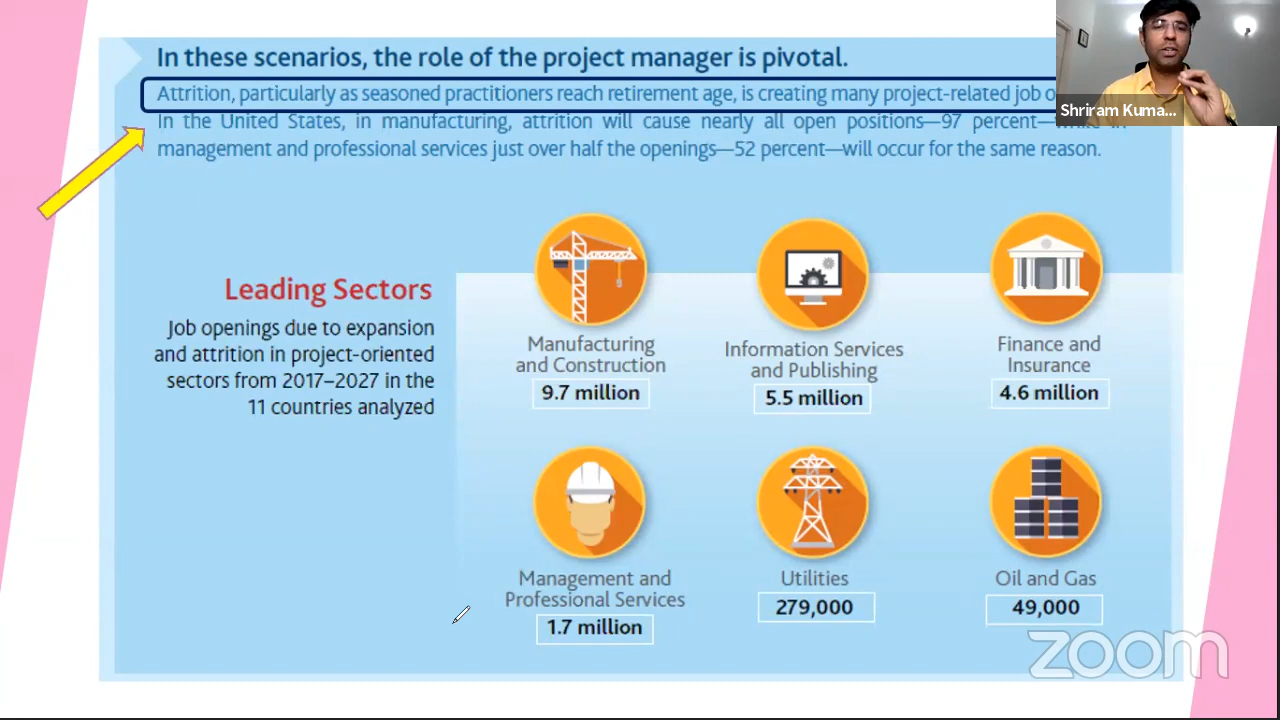 In these scenarios, the role of the project manager is pivotal.
Attrition, particularly as seasoned practitioners reach retirement age, is creating many project-related job
Shriram Kuma...
In the United States, in manufacturing, attrition will cause nearly all open positions—97 percent—while in
management and professional services just over half the openings—52 percent—will occur for the same reason.
Leading Sectors
Job openings due to expansion
and attrition in project-oriented
sectors from 2017–2027 in the
11 countries analyzed
Manufacturing
and Construction
9.7 million
Information Services
and Publishing
5.5 million
Finance and
Insurance
4.6 million
Management and
Professional Services
1.7 million
Utilities
279,000
Oil and Gas
49,000
zoom